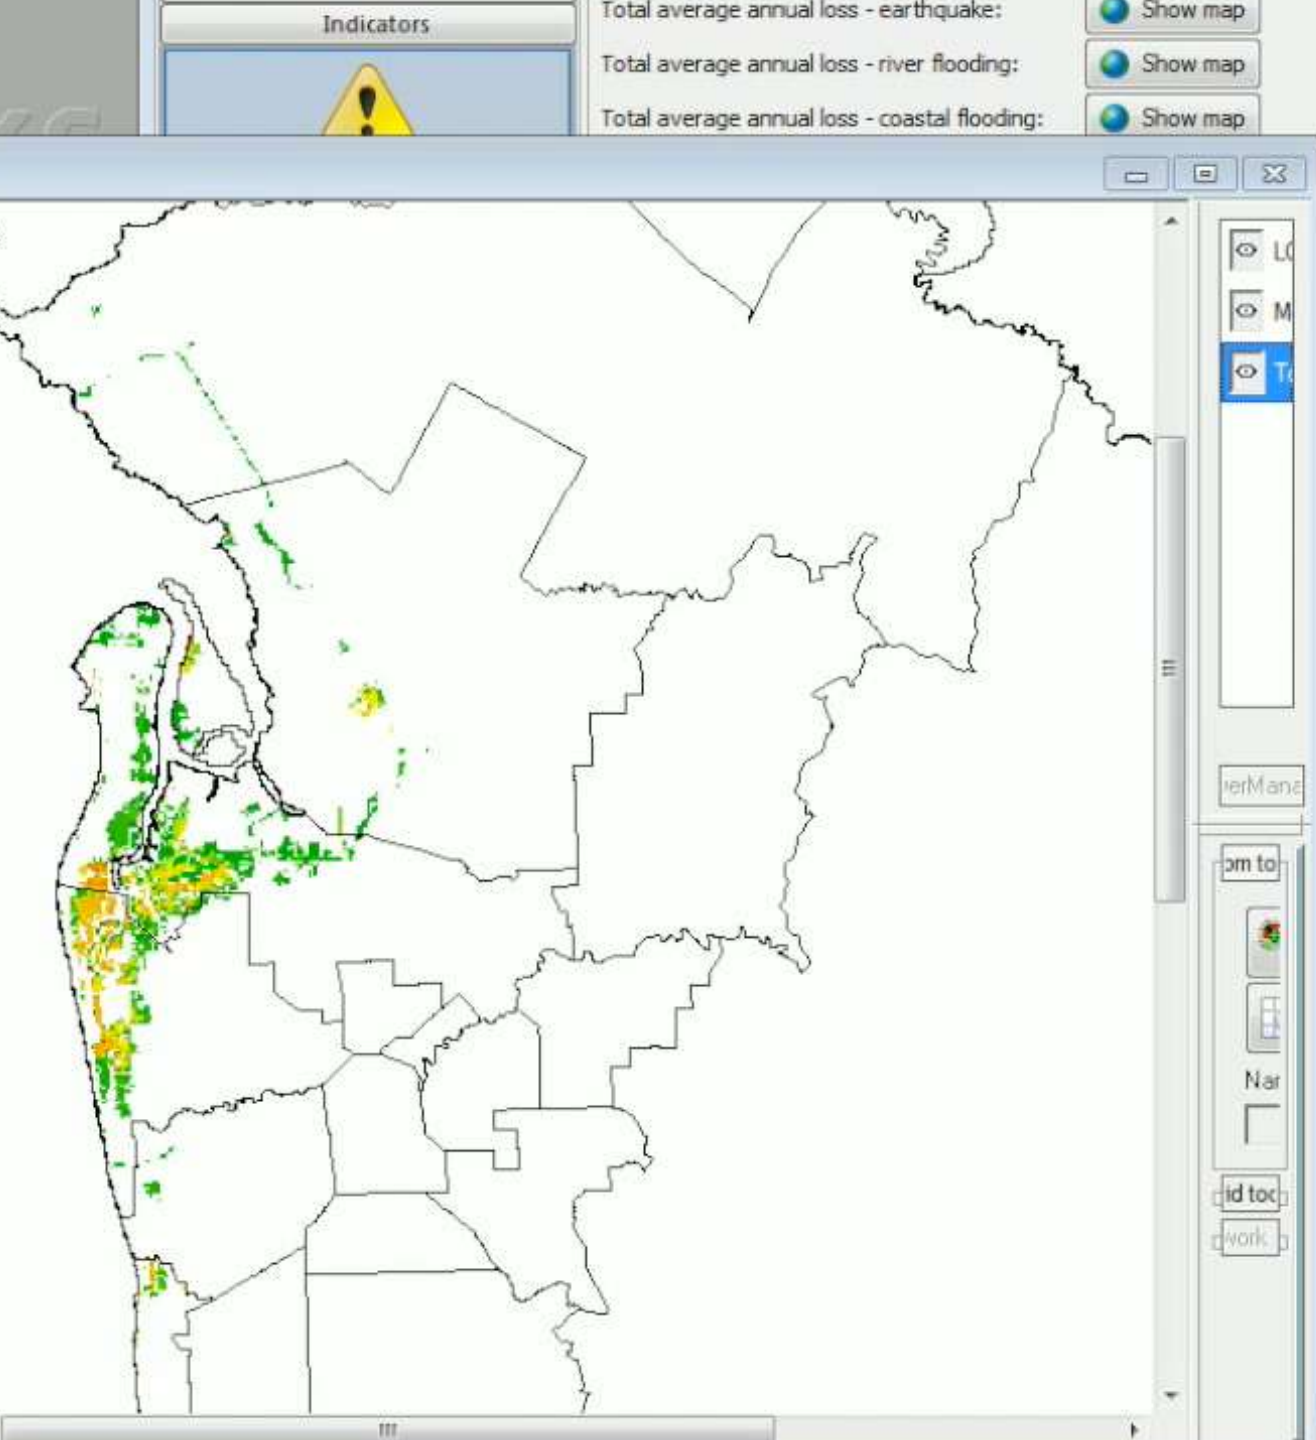 Indicators
Total average annual loss - earthquake:
Show map
Total average annual loss - river flooding:
Show map
Total average annual loss - coastal flooding:
Show map
Nar